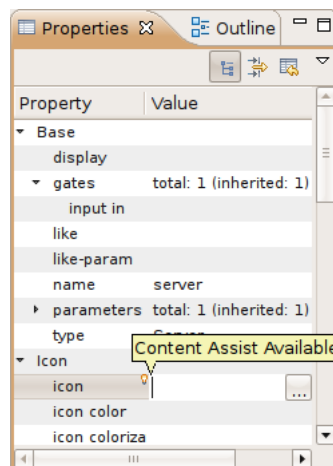 Properties Outline
Property Value
Base
display
gates total: 1 (inherited: 1)
input in
like
like-param
name server
parameters total: 1 (inherited: 1)
type Server
Content Assist Available
Icon
icon ...
icon color
icon coloriza